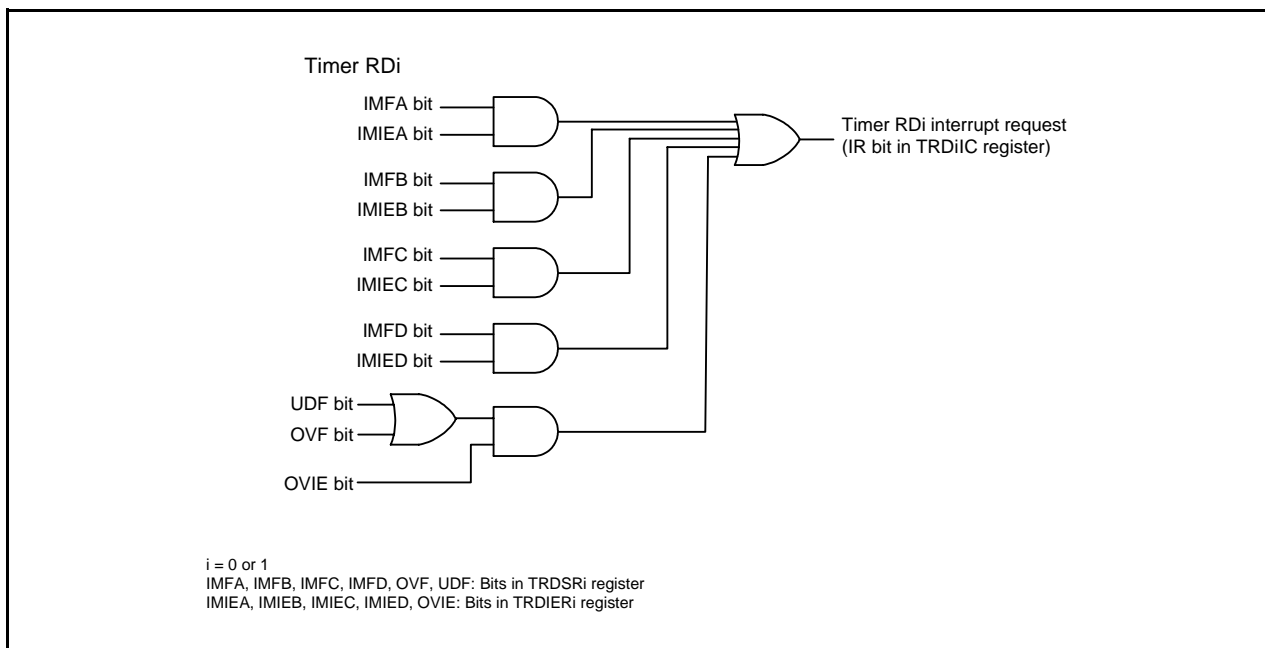 Timer RDi
IMFA bit
IMIEA bit
IMFB bit
IMIEB bit
IMFC bit
IMIEC bit
IMFD bit
IMIED bit
UDF bit
OVF bit
OVIE bit
Timer RDi interrupt request
(IR bit in TRDiIC register)
i = 0 or 1
IMFA, IMFB, IMFC, IMFD, OVF, UDF: Bits in TRDSRi register
IMIEA, IMIEB, IMIEC, IMIED, OVIE: Bits in TRDIERi register